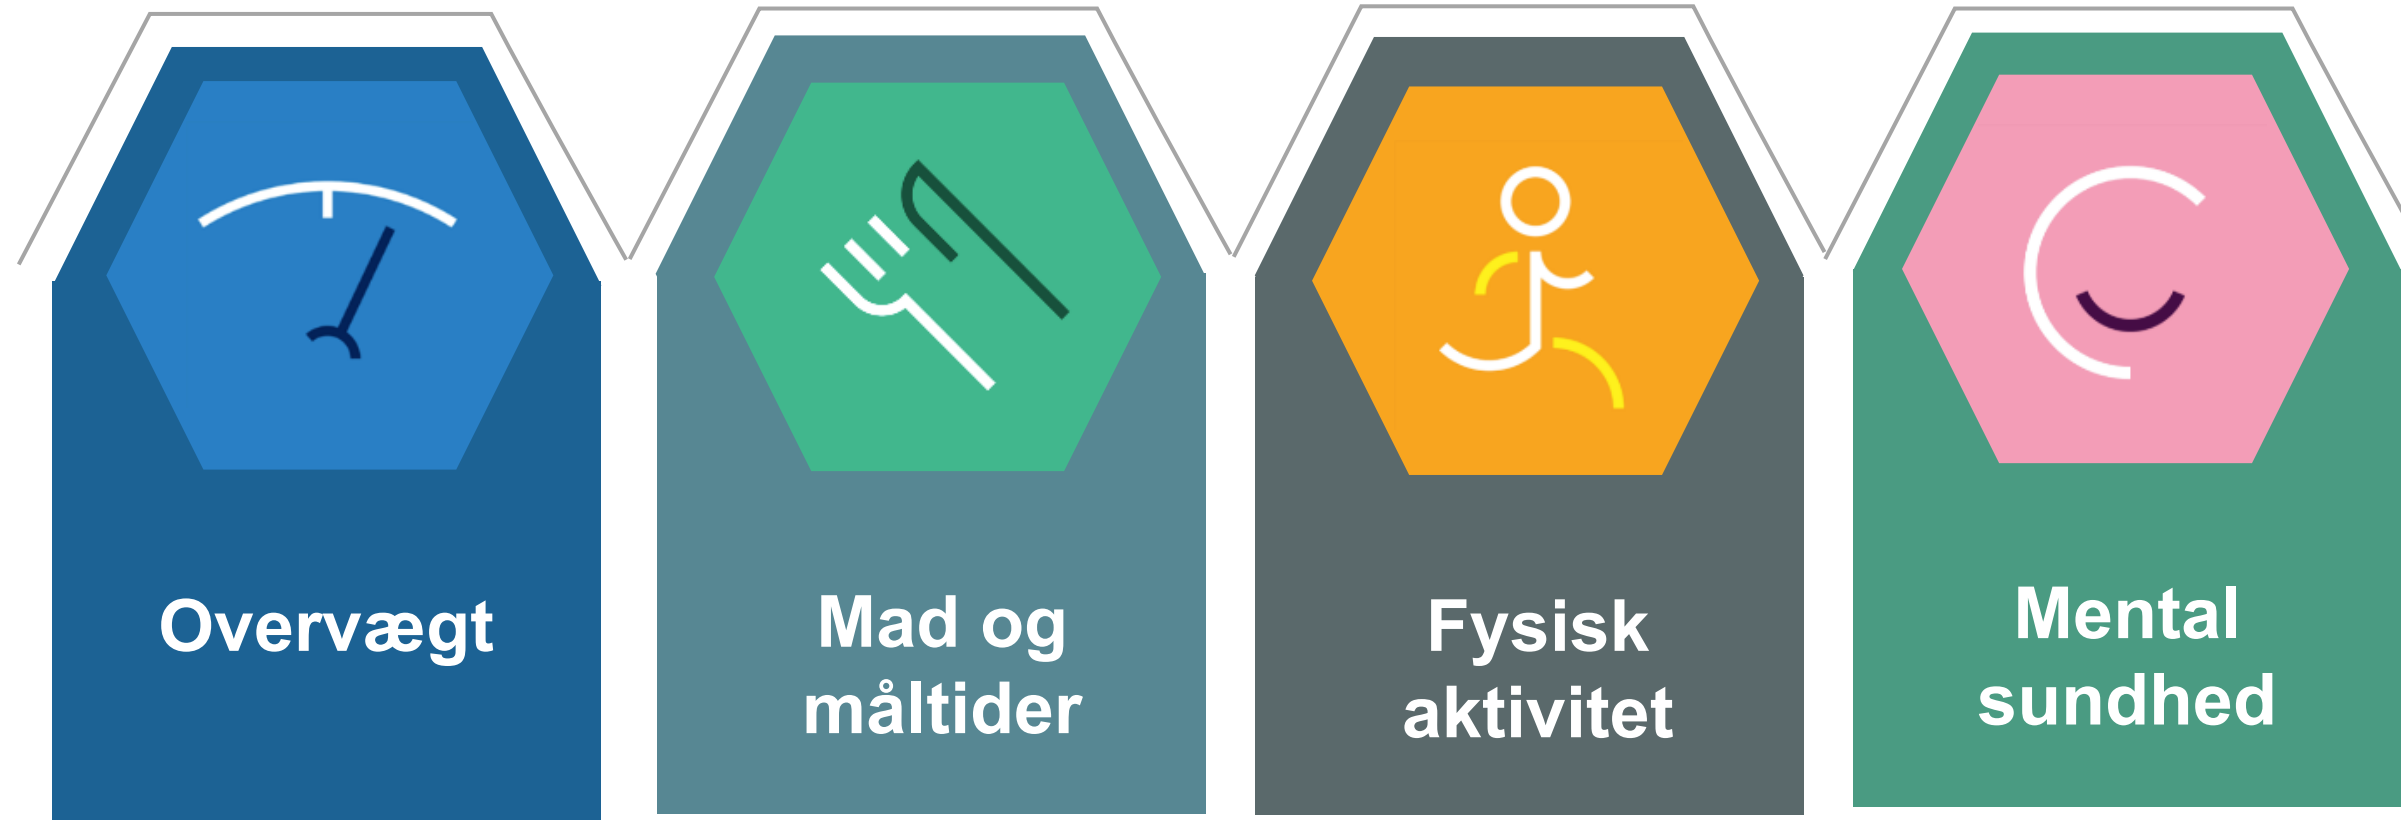 Overvægt
Mad og
måltider
Fysisk
aktivitet
Mental
sundhed